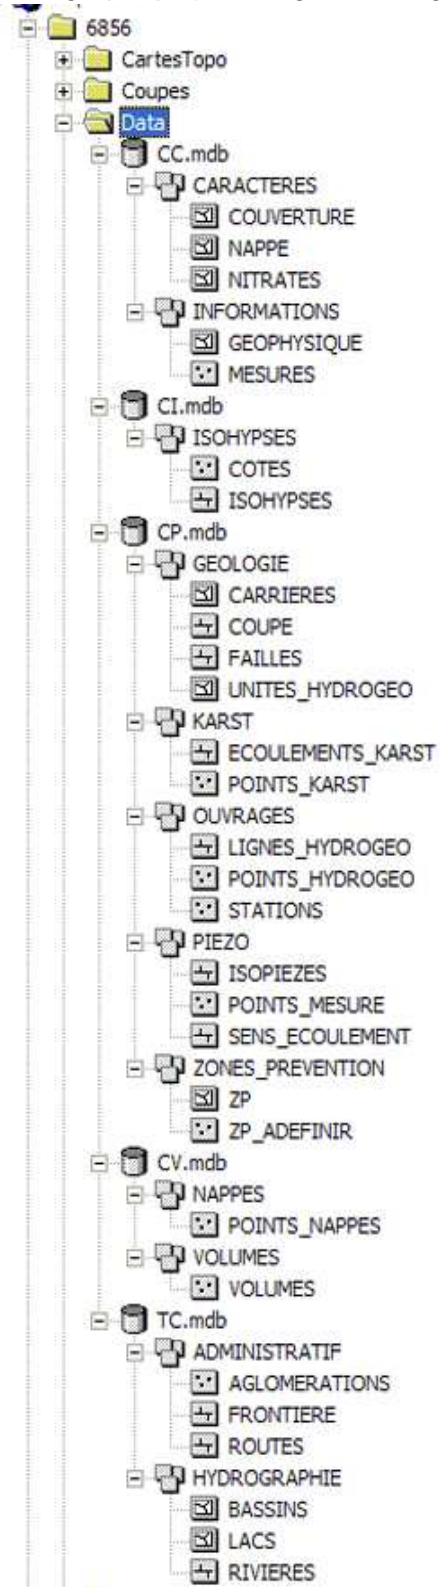 6856
CartesTopo
Coupes
Data
CC.mdb
CARACTERES
COUVERTURE
NAPPE
NITRATES
INFORMATIONS
GEOPHYSIQUE
MESURES
CI.mdb
ISOHYPSES
COTES
ISOHYPSES
CP.mdb
GEOLOGIE
CARRIERES
COUPE
FAILLES
UNITES_HYDROGEO
KARST
ECOULEMENTS_KARST
POINTS_KARST
OUVRAGES
LIGNES_HYDROGEO
POINTS_HYDROGEO
STATIONS
PIEZO
ISOPIEZES
POINTS_MESURE
SENS_ECOULEMENT
ZONES_PREVENTION
ZP
ZP_ADEFINIR
CV.mdb
NAPPES
POINTS_NAPPES
VOLUMES
VOLUMES
TC.mdb
ADMINISTRATIF
AGLOMERATIONS
FRONTIERE
ROUTES
HYDROGRAPHIE
BASSINS
LACS
RIVIERES